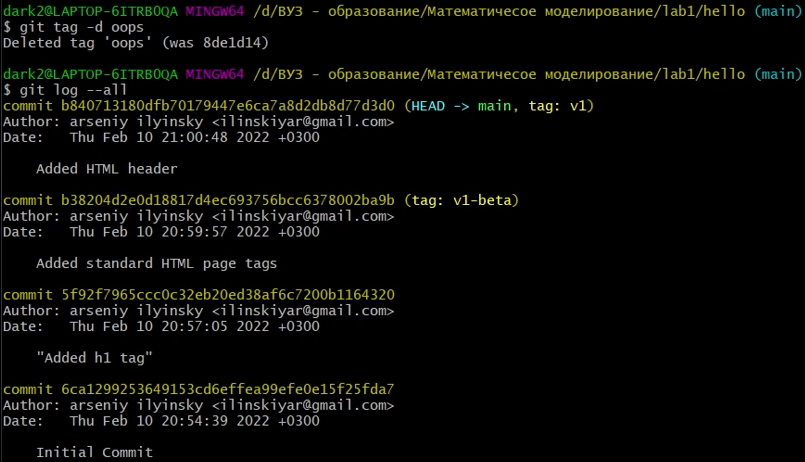 dark2@LAPTOP-6ITRB0QA MINGW64 /d/ВУЗ - образование/Математичесое моделирование/lab1/hello (main)
$ git tag -d oops
Deleted tag 'oops' (was 8de1d14)
dark2@LAPTOP-6ITRB0QA MINGW64 /d/ВУЗ - образование/Математичесое моделирование/lab1/hello (main)
$ git log --all
commit b840713180dfb70179447e6ca7a8d2db8d77d3d0 (HEAD -> main, tag: v1)
Author: arseniy ilyinsky <ilinskiyar@gmail.com>
Date:   Thu Feb 10 21:00:48 2022 +0300
Added HTML header
commit b38204d2e0d18817d4ec693756bcc6378002ba9b (tag: v1-beta)
Author: arseniy ilyinsky <ilinskiyar@gmail.com>
Date:   Thu Feb 10 20:59:57 2022 +0300
Added standard HTML page tags
commit 5f92f7965ccc0c32eb20ed38af6c7200b1164320
Author: arseniy ilyinsky <ilinskiyar@gmail.com>
Date:   Thu Feb 10 20:57:05 2022 +0300
"Added h1 tag"
commit 6ca1299253649153cd6effea99efe0e15f25fda7
Author: arseniy ilyinsky <ilinskiyar@gmail.com>
Date:   Thu Feb 10 20:54:39 2022 +0300
Initial Commit